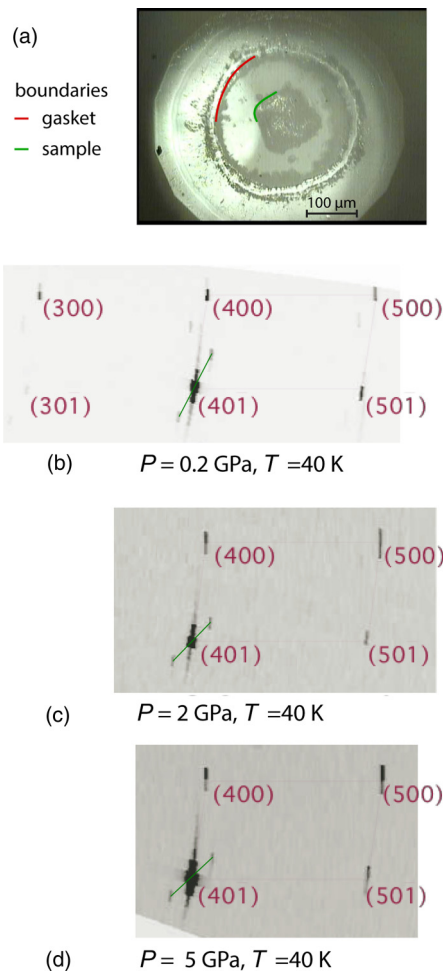 (a)
boundaries
gasket
sample
100 µm
(300) (400) (500)
(301) (401) (501)
(b) P = 0.2 GPa, T =40 K
(400) (500)
(401) (501)
(c) P = 2 GPa, T =40 K
(400) (500)
(401) (501)
(d) P = 5 GPa, T =40 K